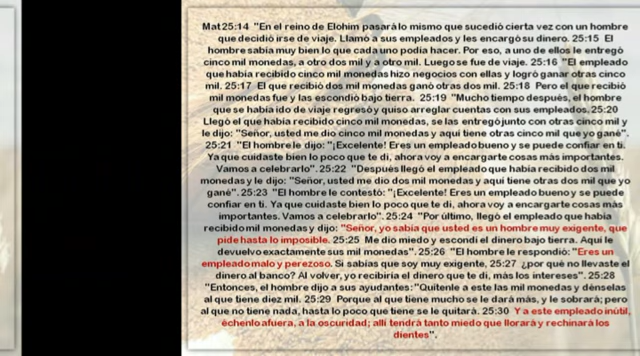 Mat 25:14 "En el reino de Elohim pasará lo mismo que sucedió cierta vez con un hombre
que decidió irse de viaje. Llamó a sus empleados y les encargó su dinero. 25:15 El
hombre sabía muy bien lo que cada uno podía hacer. Por eso, a uno de ellos le entregó
cinco mil monedas, a otro dos mil y a otro mil. Luego se fue de viaje. 25:16 "El empleado
que había recibido cinco mil monedas hizo negocios con ellas y logró ganar otras cinco
mil. 25:17 El que recibió dos mil monedas ganó otras dos mil. 25:18 Pero el que recibió
mil monedas fue y las escondió bajo tierra. 25:19 "Mucho tiempo después, el hombre
que se había ido de viaje regresó y quiso arreglar cuentas con sus empleados. 25:20
Llegó el que había recibido cinco mil monedas, se las entregó junto con otras cinco mil y
le dijo: "Señor, usted me dio cinco mil monedas y aquí tiene otras cinco mil que yo gané".
25:21 "El hombre le dijo: "¡Excelente! Eres un empleado bueno y se puede confiar en ti.
Ya que cuidaste bien lo poco que te di, ahora voy a encargarte cosas más importantes.
Vamos a celebrarlo". 25:22 "Después llegó el empleado que había recibido dos mil
monedas y le dijo: "Señor, usted me dio dos mil monedas y aquí tiene otras dos mil que yo
gané". 25:23 "El hombre le contestó: "¡Excelente! Eres un empleado bueno y se puede
confiar en ti. Ya que cuidaste bien lo poco que te di, ahora voy a encargarte cosas más
importantes. Vamos a celebrarlo". 25:24 "Por último, llegó el empleado que había
recibido mil monedas y dijo: "Señor, yo sabía que usted es un hombre muy exigente, que
pide hasta lo imposible. 25:25 Me dio miedo y escondí el dinero bajo tierra. Aquí le
devuelvo exactamente sus mil monedas". 25:26 "El hombre le respondió: "Eres un
empleado malo y perezoso. Si sabías que soy muy exigente, 25:27 ¿por qué no llevaste el
dinero al banco? Al volver, yo recibiría el dinero que te di, más los intereses". 25:28
"Entonces, el hombre dijo a sus ayudantes: "Quítenle a este las mil monedas y dénselas
al que tiene diez mil. 25:29 Porque al que tiene mucho se le dará más, y le sobrará; pero
al que no tiene nada, hasta lo poco que tiene se le quitará. 25:30 Y a este empleado inútil,
échenlo afuera, a la oscuridad; allí tendrá tanto miedo que llorará y rechinará los
dientes".